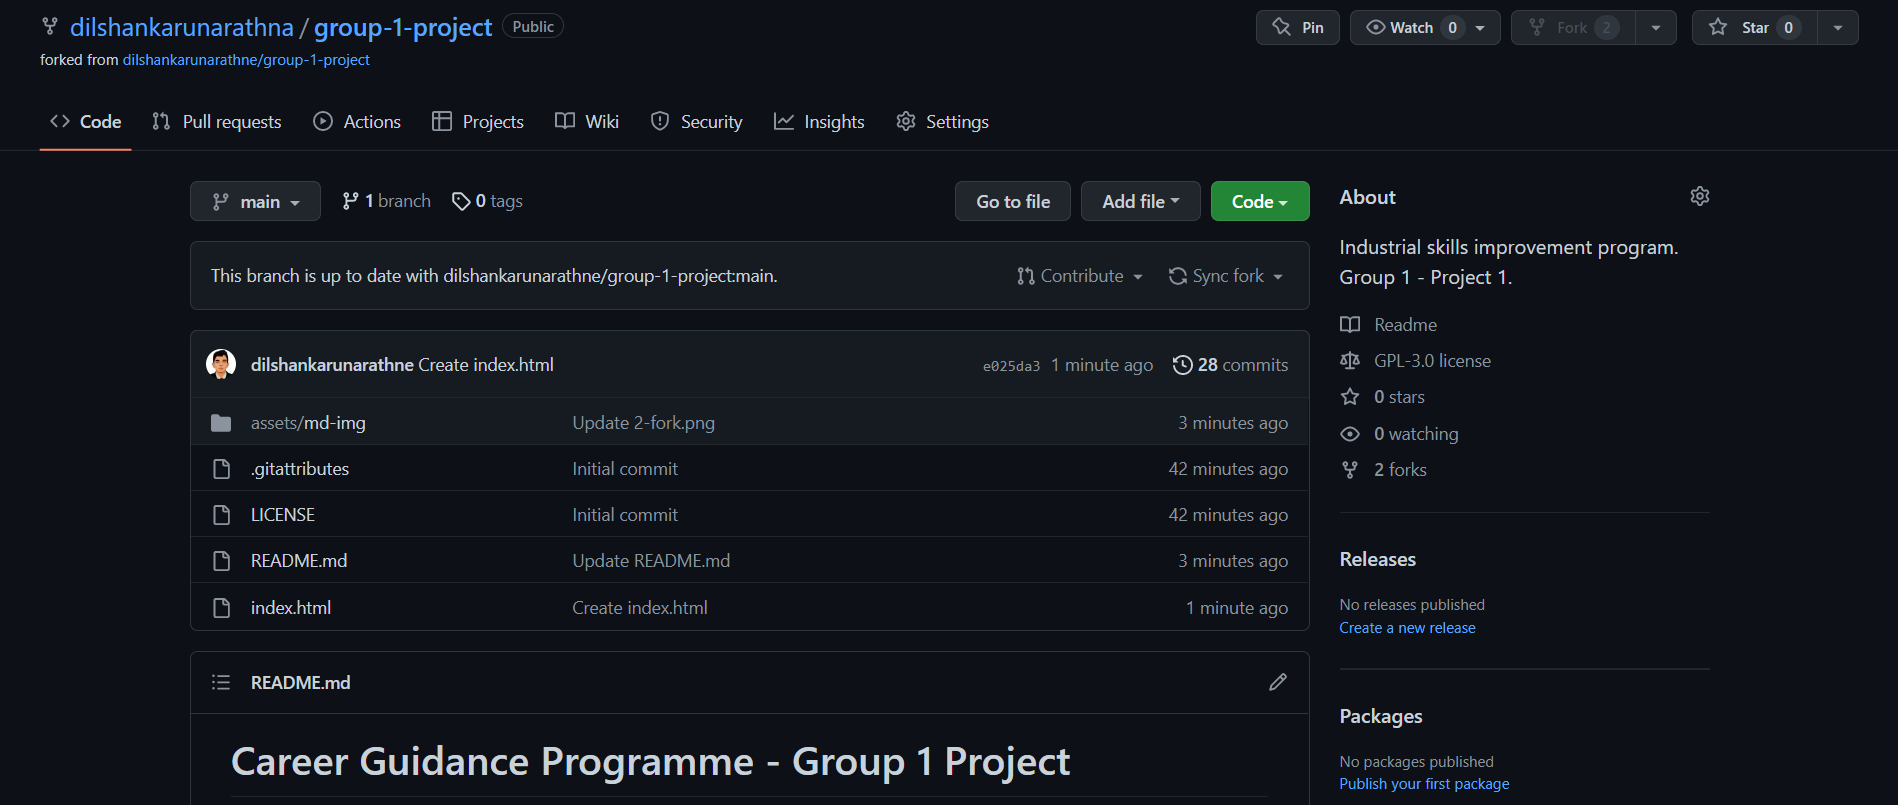 dilshankarunarathna / group-1-project Public
Pin
Watch 0
Fork 2
Star 0
forked from dilshankarunarathne/group-1-project
Code
Pull requests
Actions
Projects
Wiki
Security
Insights
Settings
main
1 branch
0 tags
Go to file
Add file
Code
This branch is up to date with dilshankarunarathne/group-1-project:main.
Contribute
Sync fork
dilshankarunarathne Create index.html
e025da3 1 minute ago
28 commits
assets/md-img Update 2-fork.png 3 minutes ago
.gitattributes Initial commit 42 minutes ago
LICENSE Initial commit 42 minutes ago
README.md Update README.md 3 minutes ago
index.html Create index.html 1 minute ago
README.md
Career Guidance Programme - Group 1 Project
About
Industrial skills improvement program.
Group 1 - Project 1.
Readme
GPL-3.0 license
0 stars
0 watching
2 forks
Releases
No releases published
Create a new release
Packages
No packages published
Publish your first package